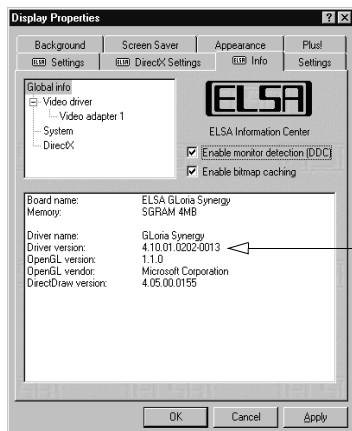 Display Properties
Background Screen Saver Appearance Plus!
ELSA Settings ELSA DirectX Settings ELSA Info Settings
Global info
Video driver
Video adapter 1
System
DirectX
ELSA
ELSA Information Center
Enable monitor detection (DDC)
Enable bitmap caching
Board name: ELSA GLoria Synergy
Memory: SGRAM 4MB
Driver name: GLoria Synergy
Driver version: 4.10.01.0202-0013
OpenGL version: 1.1.0
OpenGL vendor: Microsoft Corporation
DirectDraw version: 4.05.00.0155
OK Cancel Apply